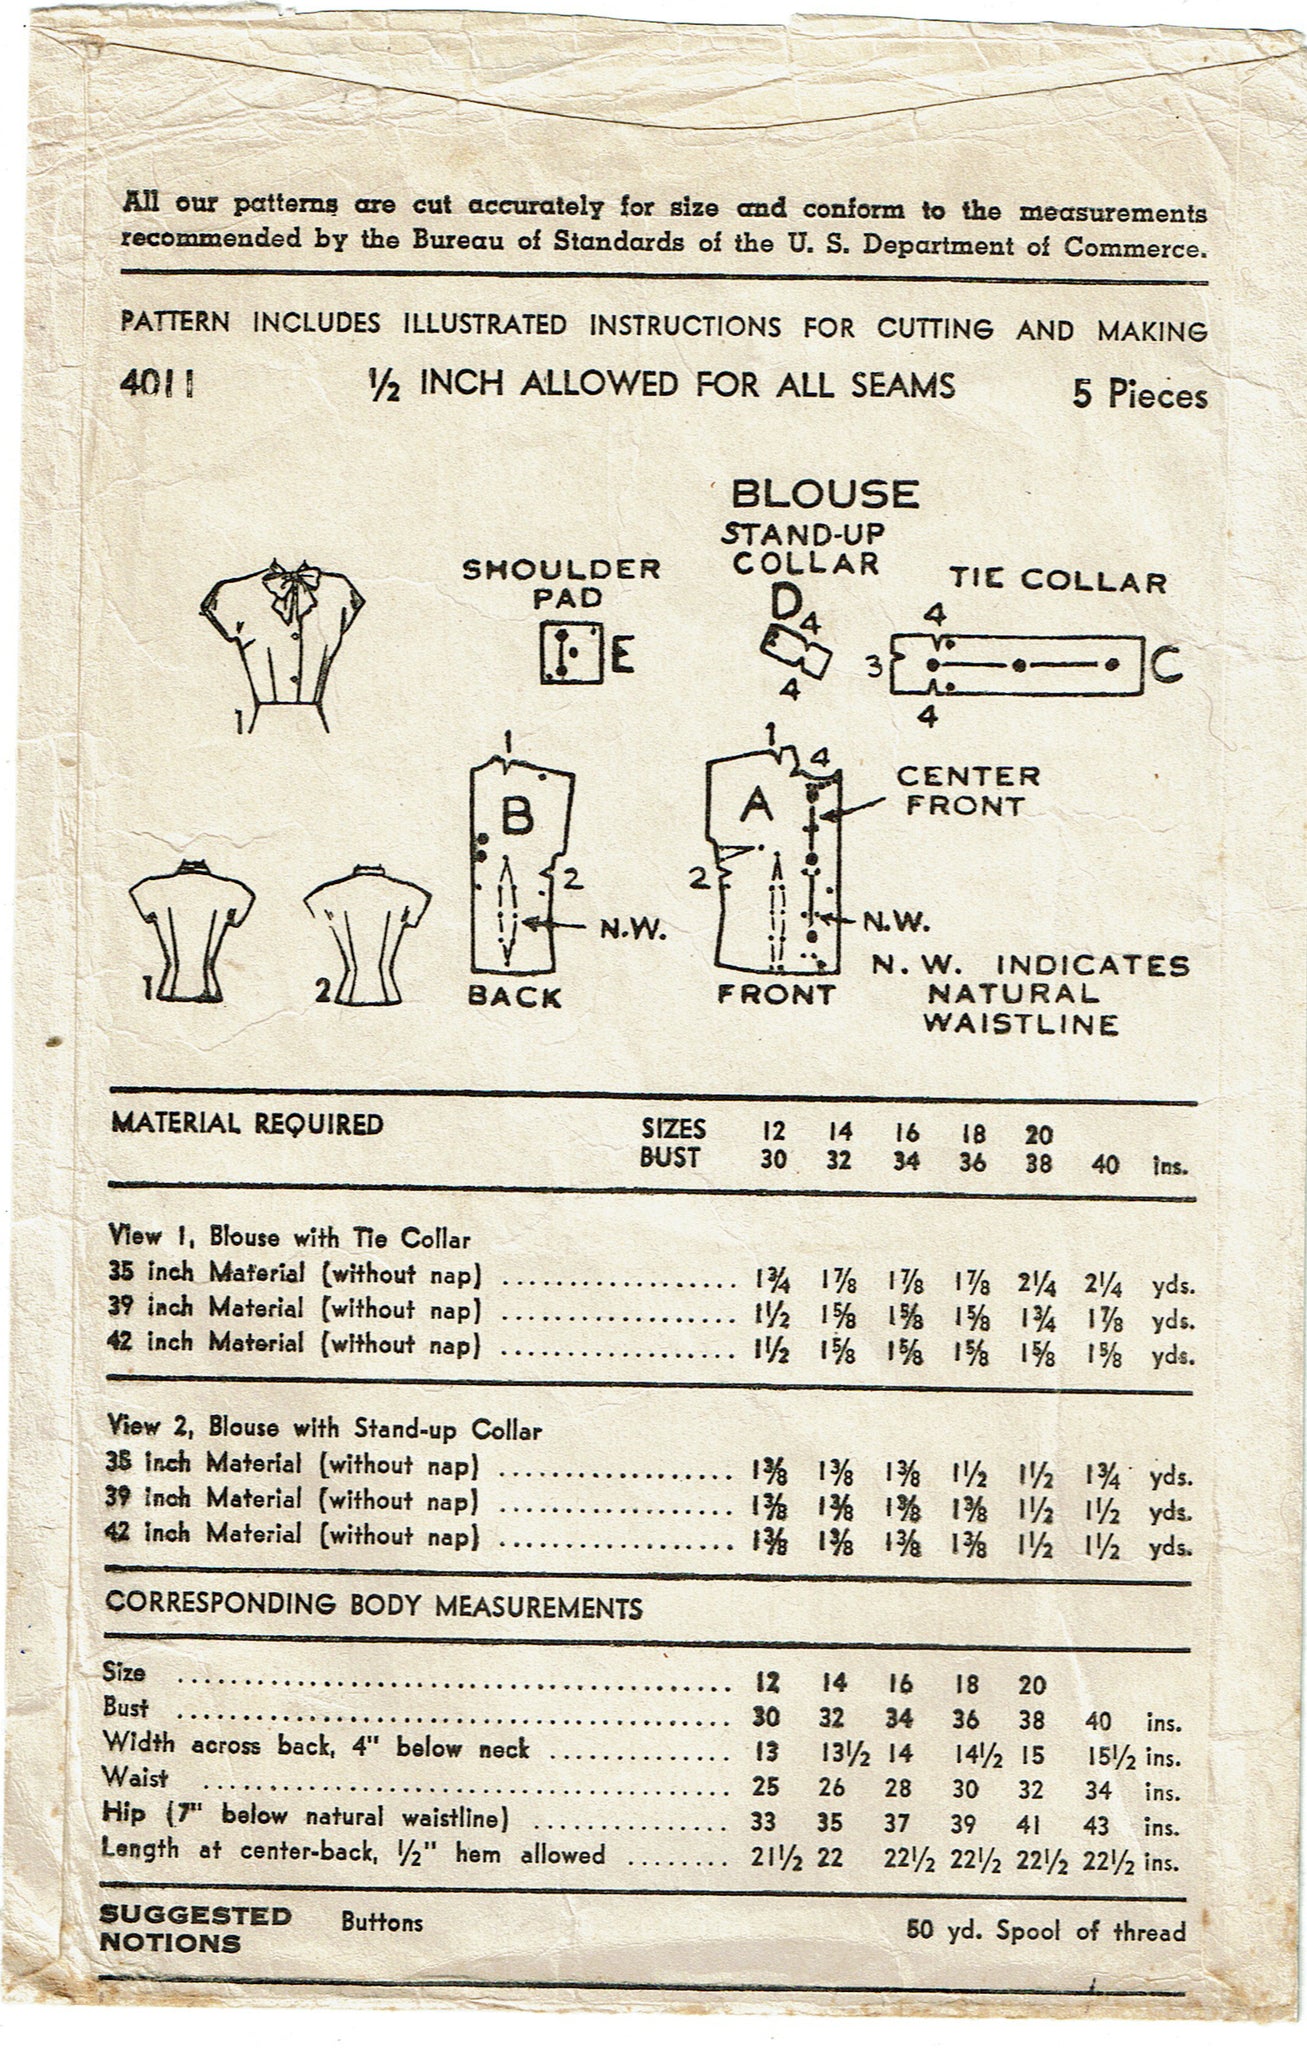 All our patterns are cut accurately for size and conform to the measurements
recommended by the Bureau of Standards of the U. S. Department of Commerce.
PATTERN INCLUDES ILLUSTRATED INSTRUCTIONS FOR CUTTING AND MAKING
4011 ½ INCH ALLOWED FOR ALL SEAMS 5 Pieces
BLOUSE
STAND-UP
COLLAR
D
4
4
SHOULDER
PAD
E
TIE COLLAR
4
3
C
4
1
1
B
2
N.W.
BACK
1
4
A
2
CENTER
FRONT
N.W.
FRONT
N. W. INDICATES
NATURAL
WAISTLINE
1
2
MATERIAL REQUIRED SIZES 12 14 16 18 20
BUST 30 32 34 36 38 40 ins.
View 1, Blouse with Tie Collar
35 inch Material (without nap) .................. 1¾ 1⅞ 1⅞ 1⅞ 2¼ 2¼ yds.
39 inch Material (without nap) .................. 1½ 1⅝ 1⅝ 1⅝ 1¾ 1⅞ yds.
42 inch Material (without nap) .................. 1½ 1⅝ 1⅝ 1⅝ 1⅝ 1⅝ yds.
View 2, Blouse with Stand-up Collar
35 inch Material (without nap) .................. 1⅜ 1⅜ 1⅜ 1½ 1½ 1¾ yds.
39 inch Material (without nap) .................. 1⅜ 1⅜ 1⅜ 1⅜ 1½ 1½ yds.
42 inch Material (without nap) .................. 1⅜ 1⅜ 1⅜ 1⅜ 1½ 1½ yds.
CORRESPONDING BODY MEASUREMENTS
Size .......................................... 12 14 16 18 20
Bust .......................................... 30 32 34 36 38 40 ins.
Width across back, 4" below neck .............. 13 13½ 14 14½ 15 15½ ins.
Waist ........................................ 25 26 28 30 32 34 ins.
Hip (7" below natural waistline) ............... 33 35 37 39 41 43 ins.
Length at center-back, ½" hem allowed ........ 21½ 22 22½ 22½ 22½ 22½ ins.
SUGGESTED
NOTIONS
Buttons 50 yd. Spool of thread